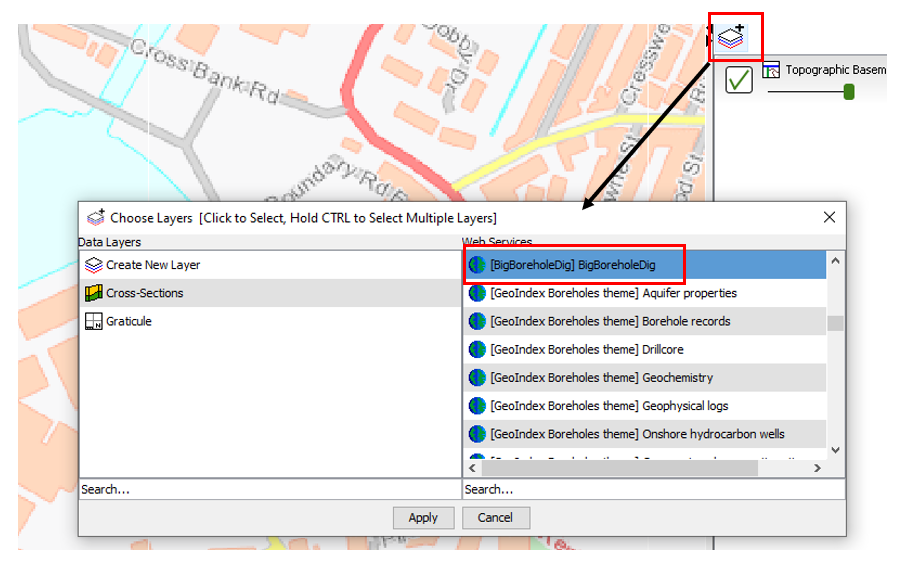 Cross Bank Rd
Gobby Dr
Cresswe
Topographic Basem
Boundary Rd
Choose Layers [Click to Select, Hold CTRL to Select Multiple Layers]
Data Layers
Web Services
Create New Layer
[BigBoreholeDig] BigBoreholeDig
Cross-Sections
[GeoIndex Boreholes theme] Aquifer properties
Graticule
[GeoIndex Boreholes theme] Borehole records
[GeoIndex Boreholes theme] Drillcore
[GeoIndex Boreholes theme] Geochemistry
[GeoIndex Boreholes theme] Geophysical logs
[GeoIndex Boreholes theme] Onshore hydrocarbon wells
Search...
Search...
Apply
Cancel